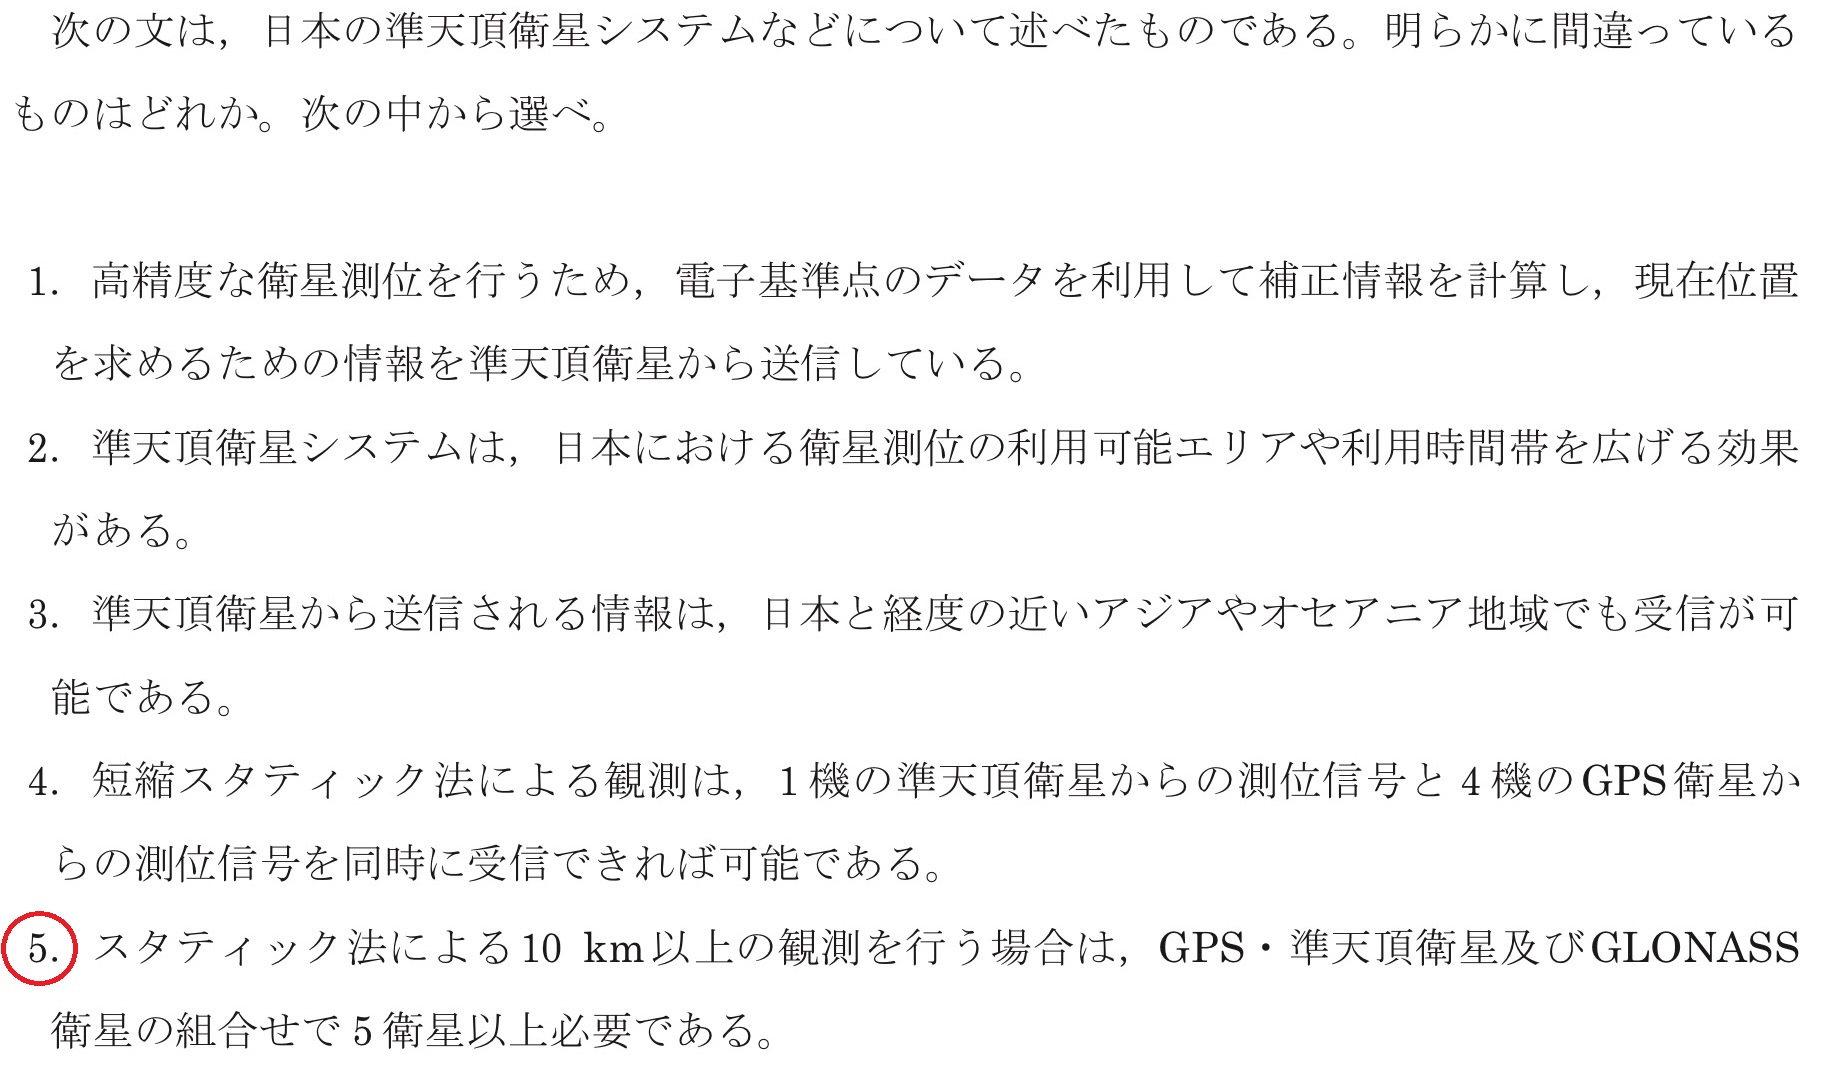 次の文は，日本の準天頂衛星システムなどについて述べたものである。明らかに間違っている
ものはどれか。次の中から選べ。
1. 高精度な衛星測位を行うため，電子基準点のデータを利用して補正情報を計算し，現在位置
を求めるための情報を準天頂衛星から送信している。
2. 準天頂衛星システムは，日本における衛星測位の利用可能エリアや利用時間帯を広げる効果
がある。
3. 準天頂衛星から送信される情報は，日本と経度の近いアジアやオセアニア地域でも受信が可
能である。
4. 短縮スタティック法による観測は，1機の準天頂衛星からの測位信号と4機のGPS衛星か
らの測位信号を同時に受信できれば可能である。
5. スタティック法による10 km以上の観測を行う場合は，GPS・準天頂衛星及びGLONASS
衛星の組合せで5衛星以上必要である。